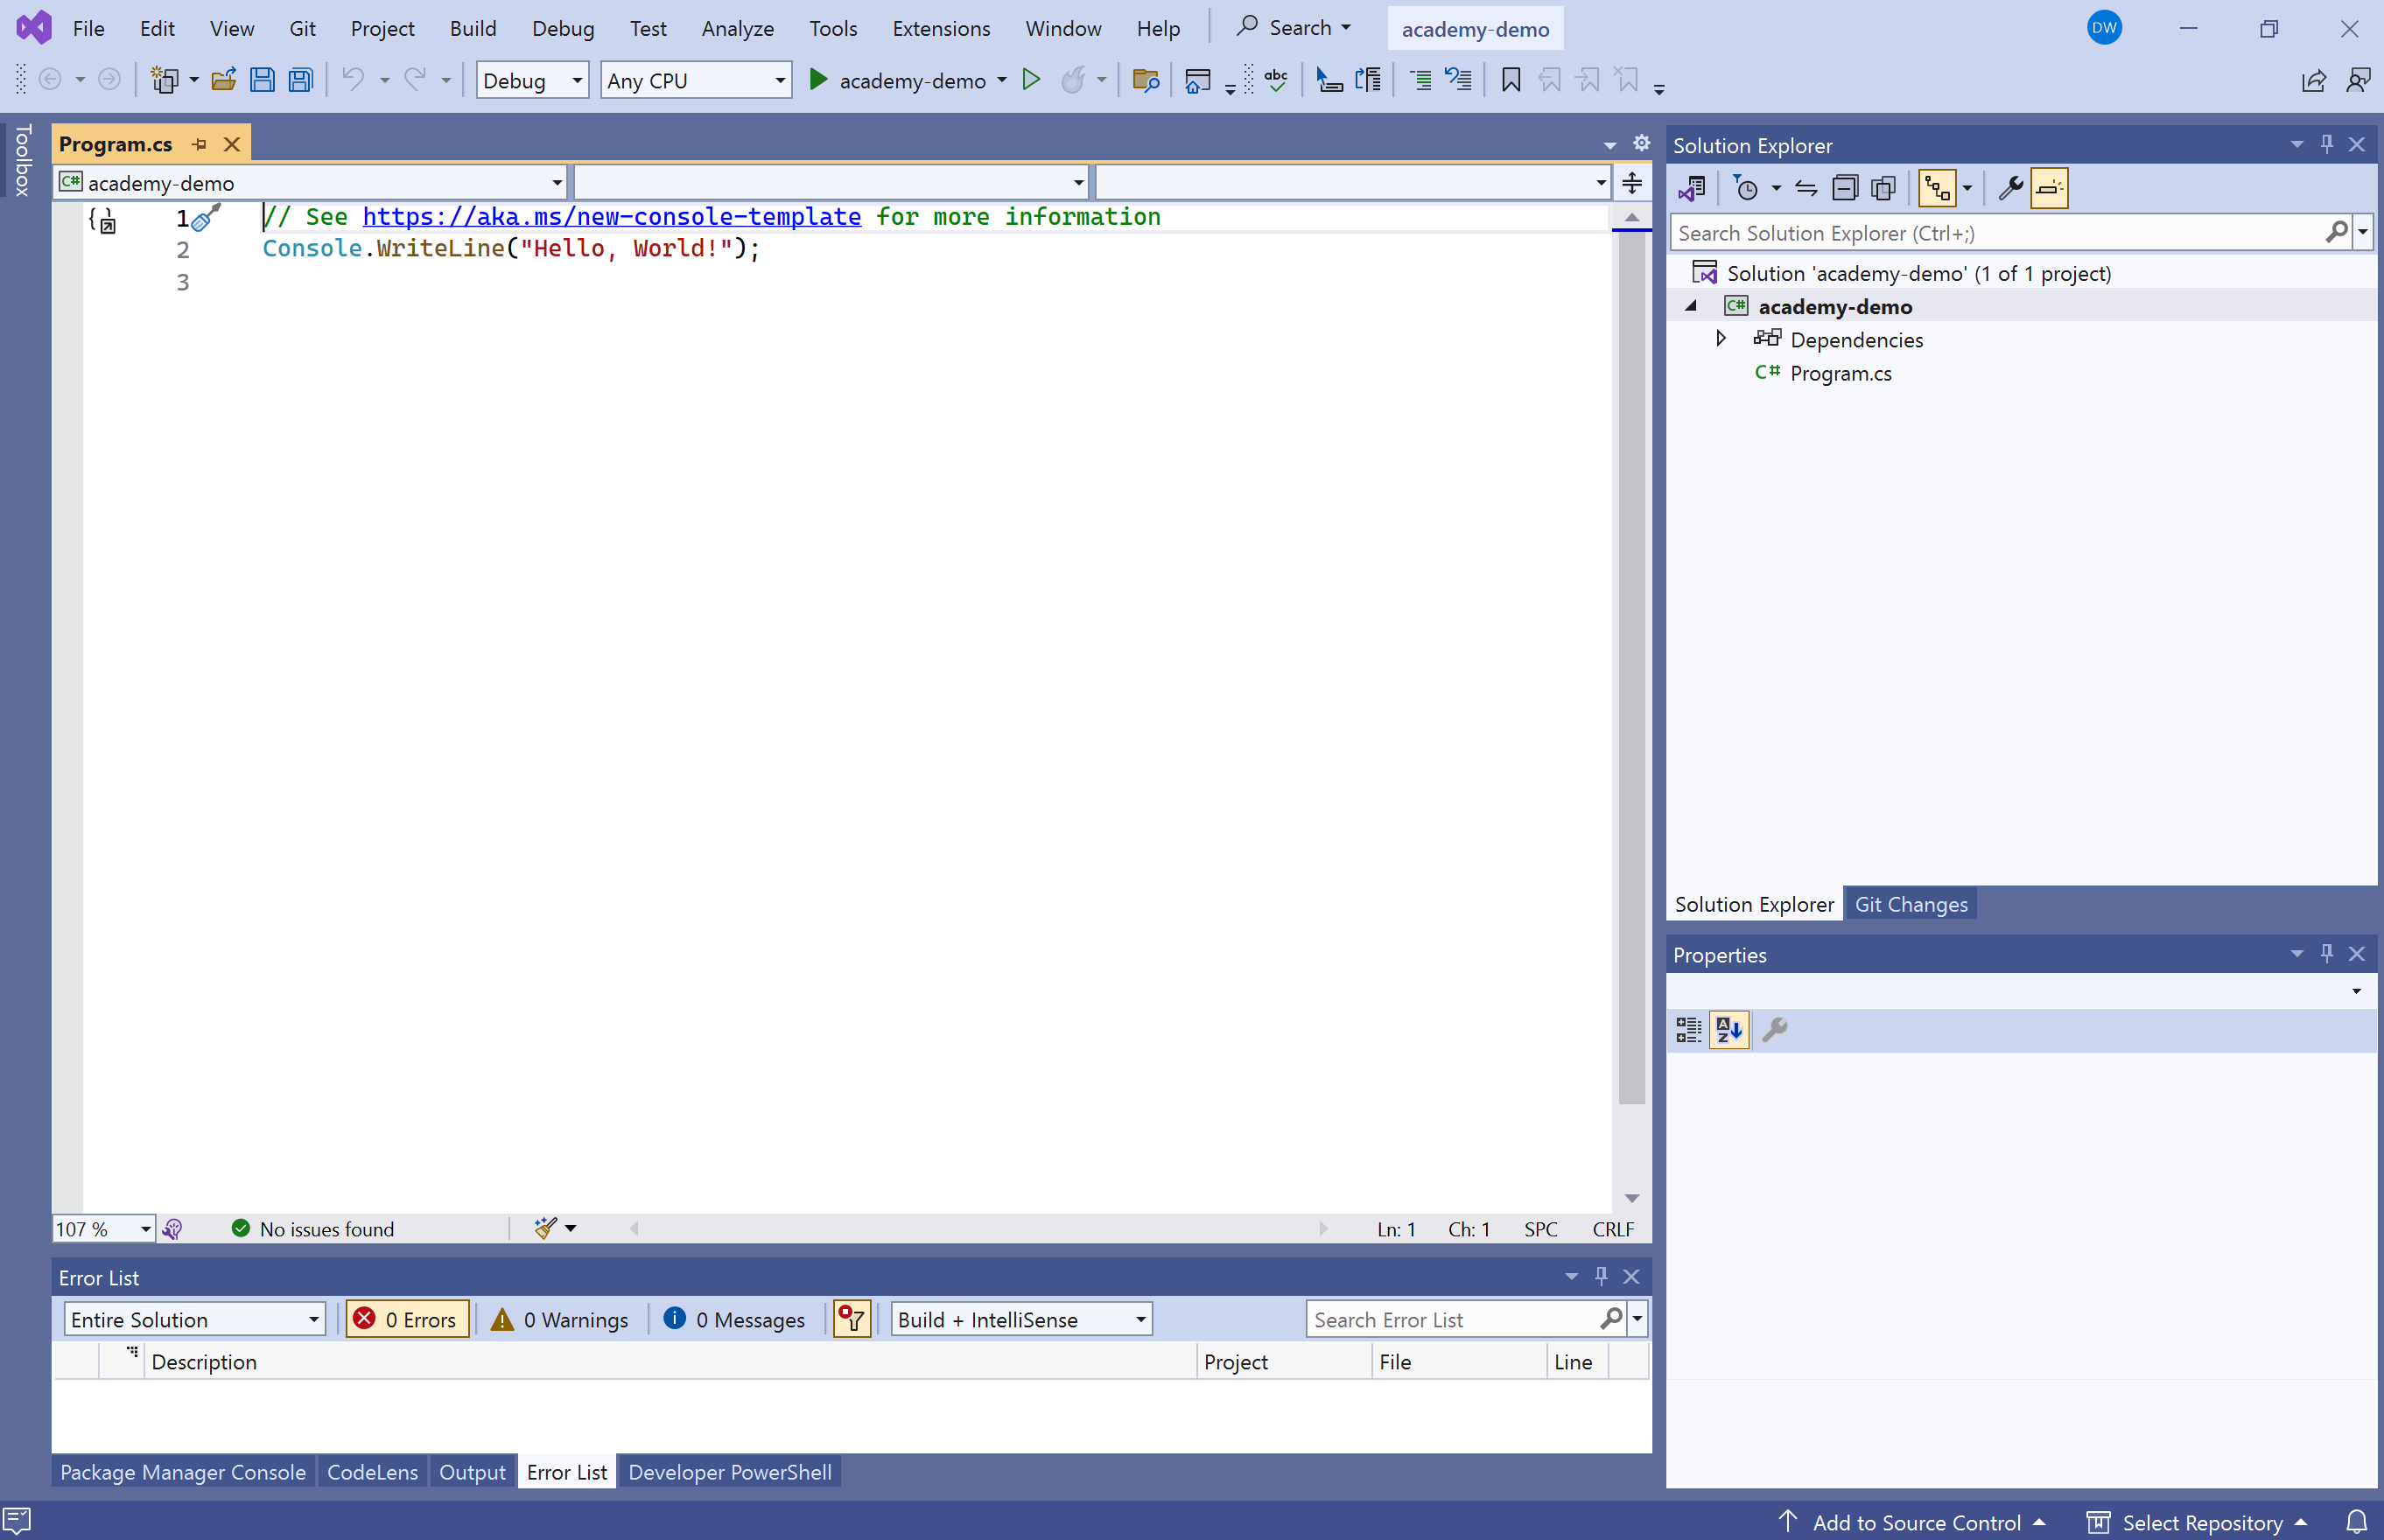 File Edit View Git Project Build Debug Test Analyze Tools Extensions Window Help Search academy-demo DW
Debug Any CPU academy-demo abc
Toolbox
Program.cs
C# academy-demo
1 // See https://aka.ms/new-console-template for more information
2 Console.WriteLine("Hello, World!");
3
107 % No issues found Ln: 1 Ch: 1 SPC CRLF
Error List
Entire Solution 0 Errors 0 Warnings 0 Messages Build + IntelliSense Search Error List
Description Project File Line
Package Manager Console CodeLens Output Error List Developer PowerShell
Solution Explorer
Search Solution Explorer (Ctrl+;)
Solution 'academy-demo' (1 of 1 project)
C# academy-demo
Dependencies
C# Program.cs
Solution Explorer Git Changes
Properties
A
Z
Add to Source Control Select Repository